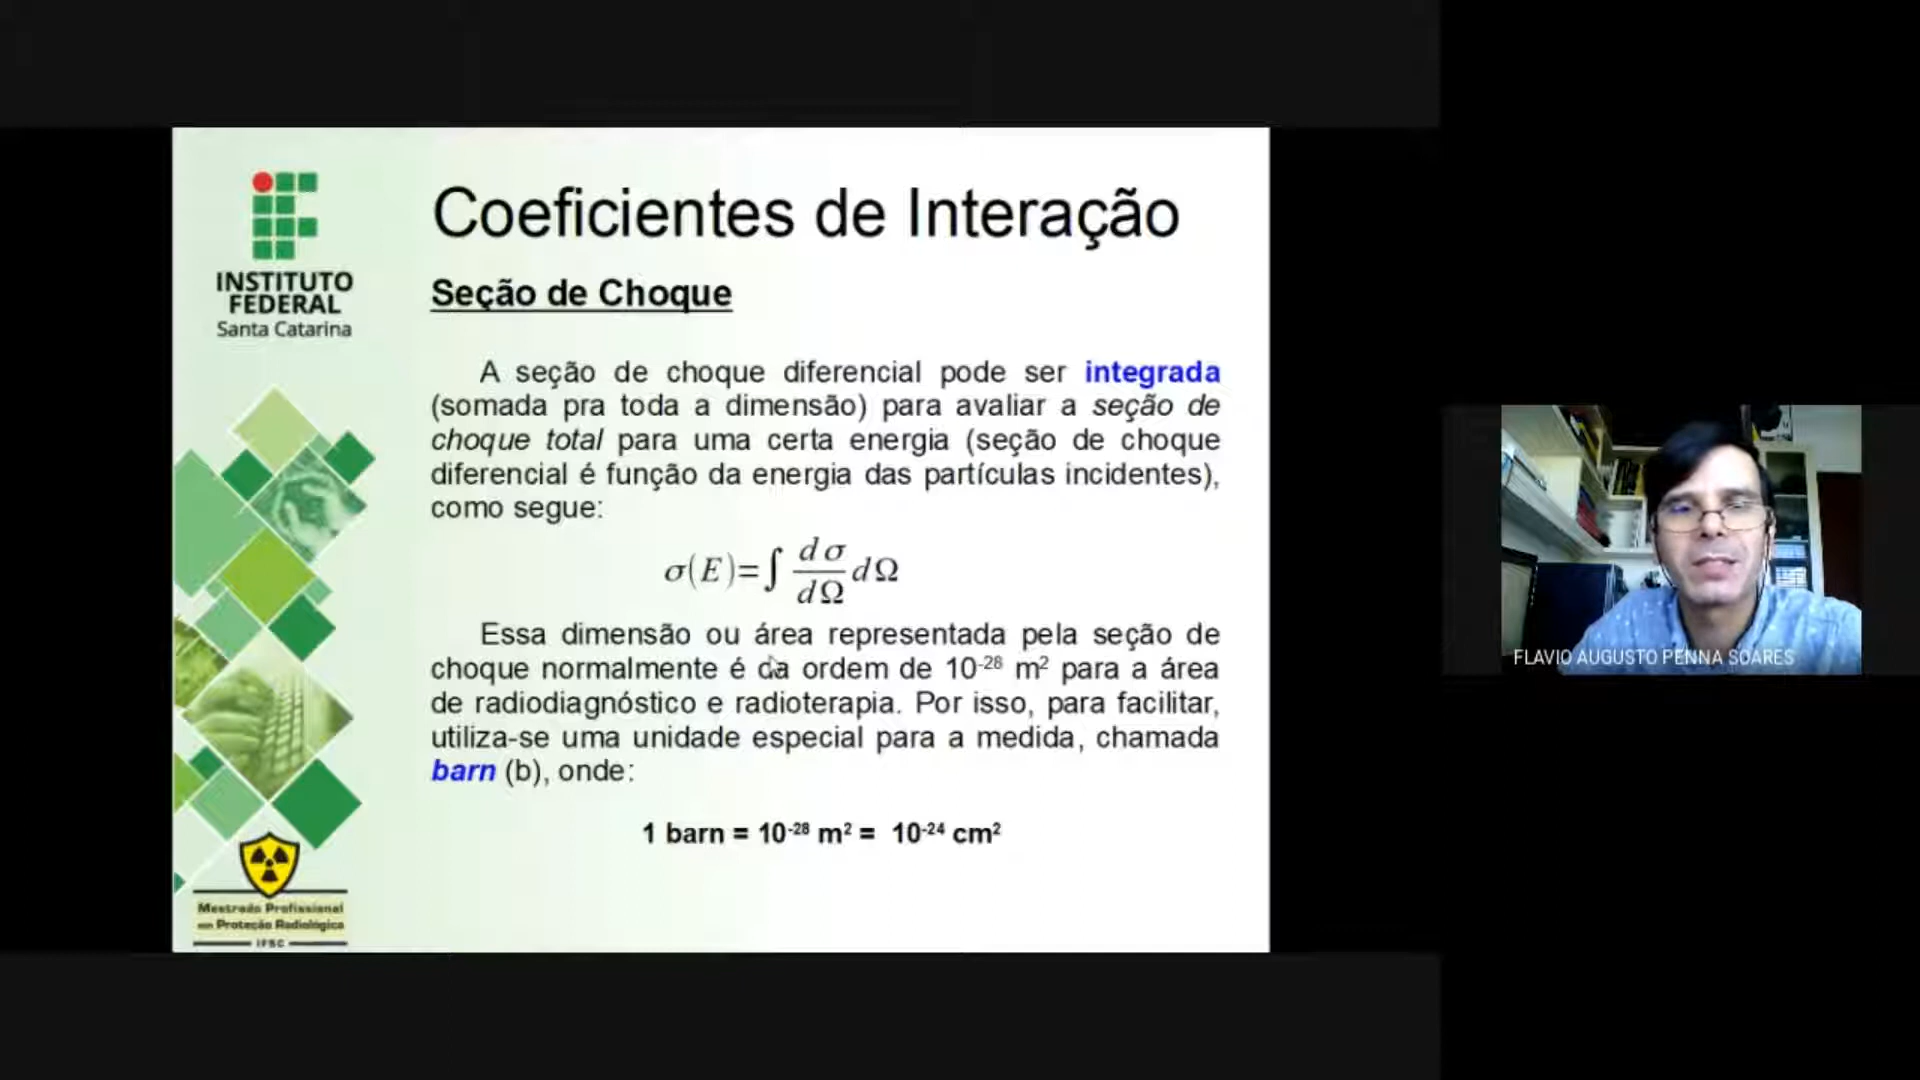 INSTITUTO
FEDERAL
Santa Catarina
Coeficientes de Interação
Seção de Choque
A seção de choque diferencial pode ser integrada
(somada pra toda a dimensão) para avaliar a seção de
choque total para uma certa energia (seção de choque
diferencial é função da energia das partículas incidentes),
como segue:
σ(E)=∫ dσ/dΩ dΩ
Essa dimensão ou área representada pela seção de
choque normalmente é da ordem de 10⁻²⁸ m² para a área
de radiodiagnóstico e radioterapia. Por isso, para facilitar,
utiliza-se uma unidade especial para a medida, chamada
barn (b), onde:
1 barn = 10⁻²⁸ m² = 10⁻²⁴ cm²
Mestrado Profissional
em Proteção Radiológica
IFSC
FLAVIO AUGUSTO PENNA SOARES